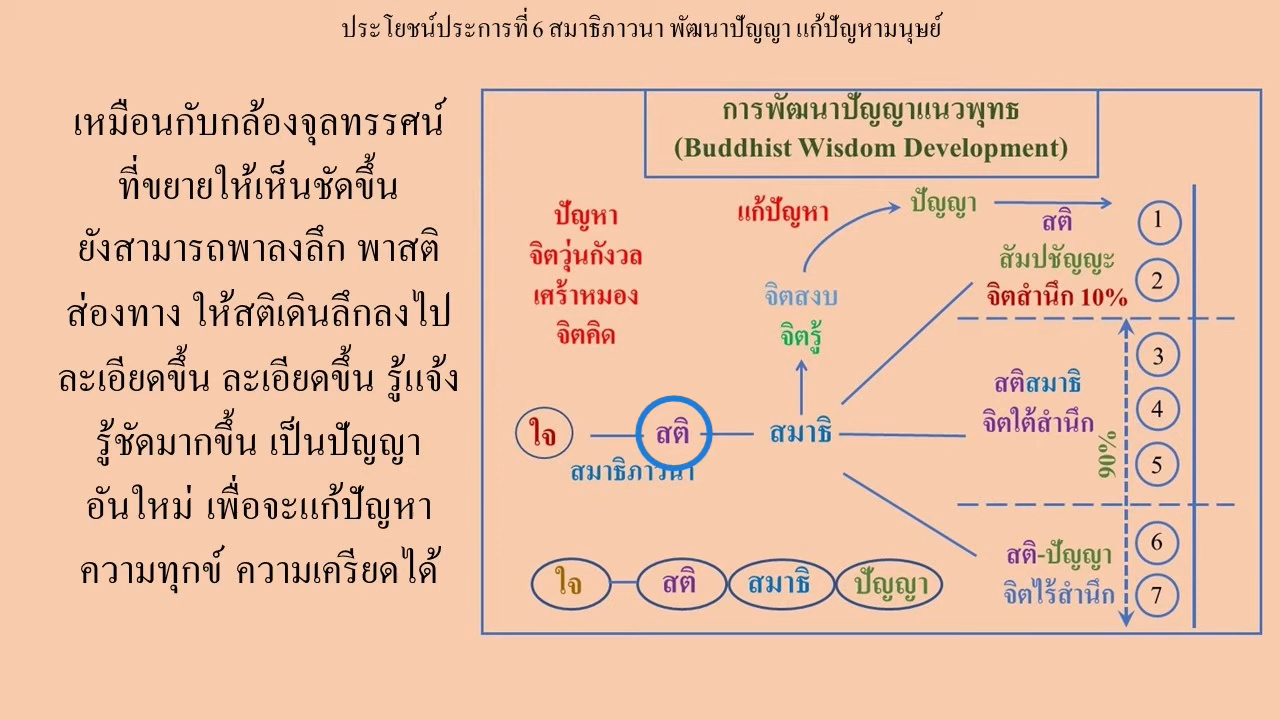 ประโยชน์ประการที่ 6 สมาธิภาวนา พัฒนาปัญญา แก้ปัญหามนุษย์
เหมือนกับกล้องจุลทรรศน์
ที่ขยายให้เห็นชัดขึ้น
ยังสามารถพาลงลึก พาสติ
ส่องทาง ให้สติเดินลึกลงไป
ละเอียดขึ้น ละเอียดขึ้น รู้แจ้ง
รู้ชัดมากขึ้น เป็นปัญญา
อันใหม่ เพื่อจะแก้ปัญหา
ความทุกข์ ความเครียดได้
การพัฒนาปัญญาแนวพุทธ
(Buddhist Wisdom Development)
ปัญหา
จิตวุ่นกังวล
เศร้าหมอง
จิตคิด
แก้ปัญหา
จิตสงบ
จิตรู้
ปัญญา
สติ
สัมปชัญญะ
จิตสำนึก 10%
1
2
ใจ
สติ
สมาธิ
สมาธิภาวนา
สติสมาธิ
จิตใต้สำนึก
90%
3
4
5
สติ-ปัญญา
จิตไร้สำนึก
6
7
ใจ สติ สมาธิ ปัญญา